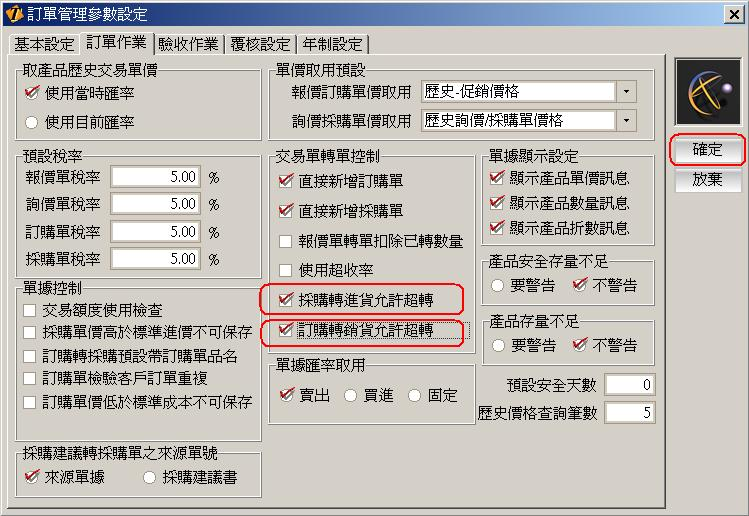 訂單管理參數設定
基本設定 訂單作業 驗收作業 覆核設定 年制設定
取產品歷史交易單價
使用當時匯率
使用目前匯率
單價取用預設
報價訂購單價取用 歷史-促銷價格
詢價採購單價取用 歷史詢價/採購單價格
確定
放棄
預設稅率
報價單稅率 5.00 %
詢價單稅率 5.00 %
訂購單稅率 5.00 %
採購單稅率 5.00 %
交易單轉單控制
直接新增訂購單
直接新增採購單
報價單轉單扣除已轉數量
使用超收率
採購轉進貨允許超轉
訂購轉銷貨允許超轉
單據顯示設定
顯示產品單價訊息
顯示產品數量訊息
顯示產品折數訊息
產品安全存量不足
要警告 不警告
產品存量不足
要警告 不警告
單據控制
交易額度使用檢查
採購單價高於標準進價不可保存
訂購轉採購預設帶訂購單品名
訂購單檢驗客戶訂單重複
訂購單價低於標準成本不可保存
單據匯率取用
賣出 買進 固定
預設安全天數 0
歷史價格查詢筆數 5
採購建議轉採購單之來源單號
來源單據 採購建議書